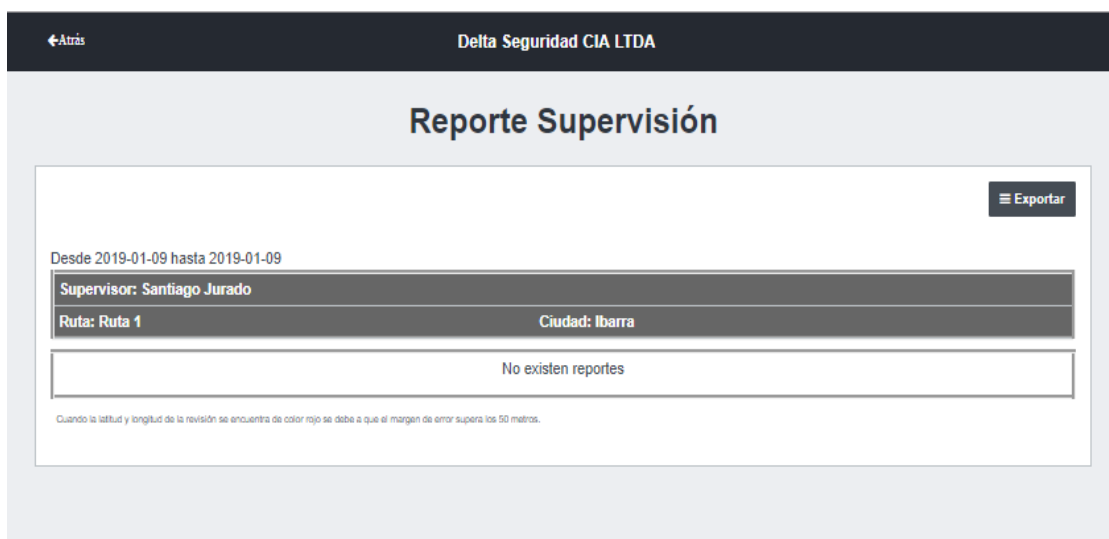 Atrás
Delta Seguridad CIA LTDA
Reporte Supervisión
Exportar
Desde 2019-01-09 hasta 2019-01-09
Supervisor: Santiago Jurado
Ruta: Ruta 1 Ciudad: Ibarra
No existen reportes
Cuando la latitud y longitud de la revisión se encuentra de color rojo se debe a que el margen de error supera los 50 metros.